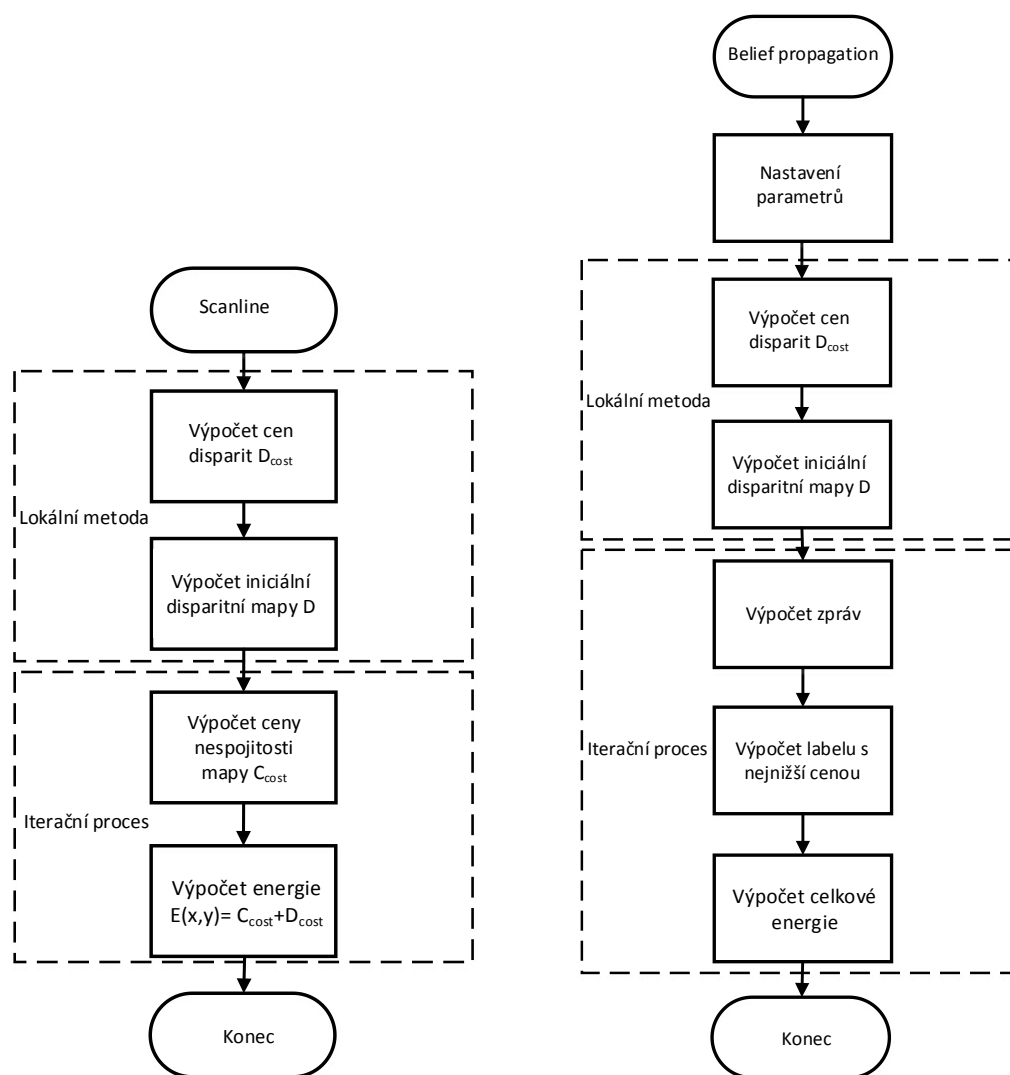 Scanline
Výpočet cen
disparit D_cost
Lokální metoda
Výpočet iniciální
disparitní mapy D
Výpočet ceny
nespojitosti
mapy C_cost
Iterační proces
Výpočet energie
E(x,y)= C_cost+D_cost
Konec
Belief propagation
Nastavení
parametrů
Výpočet cen
disparit D_cost
Lokální metoda
Výpočet iniciální
disparitní mapy D
Výpočet zpráv
Iterační proces
Výpočet labelu s
nejnižší cenou
Výpočet celkové
energie
Konec